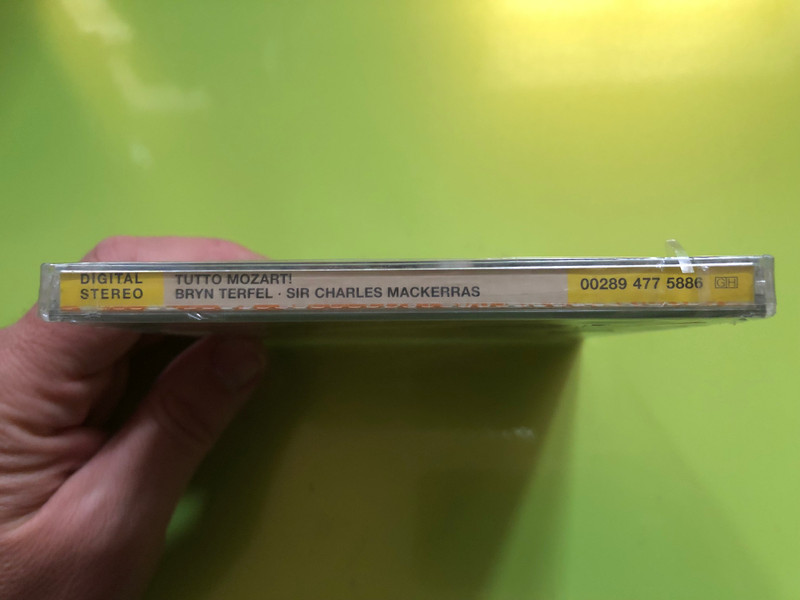 DIGITAL
STEREO
TUTTO MOZART!
BRYN TERFEL · SIR CHARLES MACKERRAS
00289 477 5886 GH